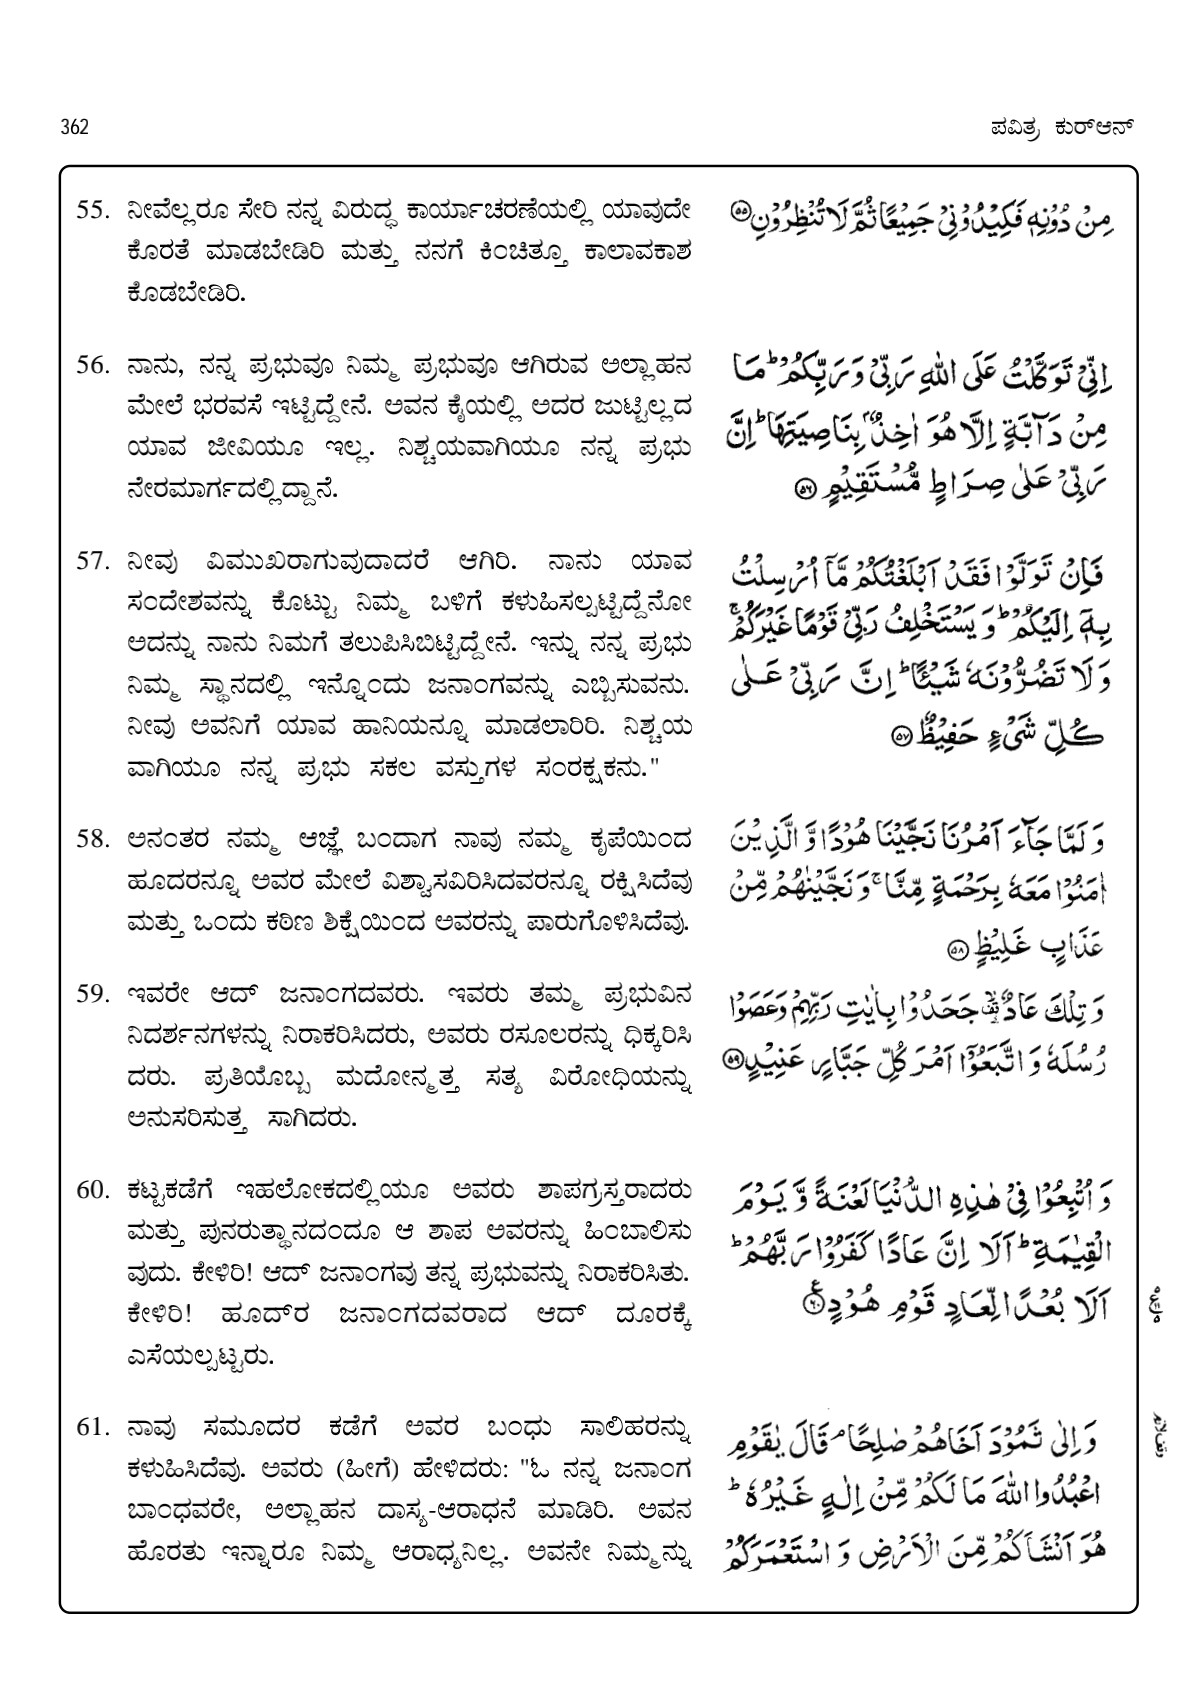 362
ಪವಿತ್ರ ಕುರ್‌ಆನ್
55. ನೀವೆಲ್ಲರೂ ಸೇರಿ ನನ್ನ ವಿರುದ್ಧ ಕಾರ್ಯಾಚರಣೆಯಲ್ಲಿ ಯಾವುದೇ
ಕೊರತೆ ಮಾಡಬೇಡಿರಿ ಮತ್ತು ನನಗೆ ಕಿಂಚಿತ್ತೂ ಕಾಲಾವಕಾಶ
ಕೊಡಬೇಡಿರಿ.
مِنْ دُوْنِهٖ فَكِيْدُوْنِيْ جَمِيْعًا ثُمَّ لَا تُنْظِرُوْنِ ۝۵۵
56. ನಾನು, ನನ್ನ ಪ್ರಭುವೂ ನಿಮ್ಮ ಪ್ರಭುವೂ ಆಗಿರುವ ಅಲ್ಲಾಹನ
ಮೇಲೆ ಭರವಸೆ ಇಟ್ಟಿದ್ದೇನೆ. ಅವನ ಕೈಯಲ್ಲಿ ಅದರ ಜುಟ್ಟಿಲ್ಲದ
ಯಾವ ಜೀವಿಯೂ ಇಲ್ಲ. ನಿಶ್ಚಯವಾಗಿಯೂ ನನ್ನ ಪ್ರಭು
ನೇರಮಾರ್ಗದಲ್ಲಿದ್ದಾನೆ.
اِنِّيْ تَوَكَّلْتُ عَلَى اللّٰهِ رَبِّيْ وَرَبِّكُمْ ؕ مَا
مِنْ دَآبَّةٍ اِلَّا هُوَ اٰخِذٌۢ بِنَاصِيَتِهَا ؕ اِنَّ
رَبِّيْ عَلٰى صِرَاطٍ مُّسْتَقِيْمٍ ۝۵۶
57. ನೀವು ವಿಮುಖರಾಗುವುದಾದರೆ ಆಗಿರಿ. ನಾನು ಯಾವ
ಸಂದೇಶವನ್ನು ಕೊಟ್ಟು ನಿಮ್ಮ ಬಳಿಗೆ ಕಳುಹಿಸಲ್ಪಟ್ಟಿದ್ದೆನೋ
ಅದನ್ನು ನಾನು ನಿಮಗೆ ತಲುಪಿಸಿಬಿಟ್ಟಿದ್ದೇನೆ. ಇನ್ನು ನನ್ನ ಪ್ರಭು
ನಿಮ್ಮ ಸ್ಥಾನದಲ್ಲಿ ಇನ್ನೊಂದು ಜನಾಂಗವನ್ನು ಎಬ್ಬಿಸುವನು.
ನೀವು ಅವನಿಗೆ ಯಾವ ಹಾನಿಯನ್ನೂ ಮಾಡಲಾರಿರಿ. ನಿಶ್ಚಯ
ವಾಗಿಯೂ ನನ್ನ ಪ್ರಭು ಸಕಲ ವಸ್ತುಗಳ ಸಂರಕ್ಷಕನು."
فَاِنْ تَوَلَّوْا فَقَدْ اَبْلَغْتُكُمْ مَّآ اُرْسِلْتُ
بِهٖٓ اِلَيْكُمْ ؕ وَيَسْتَخْلِفُ رَبِّيْ قَوْمًا غَيْرَكُمْ ۚ
وَلَا تَضُرُّوْنَهٗ شَيْـًٔا ؕ اِنَّ رَبِّيْ عَلٰى
كُلِّ شَيْءٍ حَفِيْظٌ ۝۵۷
58. ಅನಂತರ ನಮ್ಮ ಆಜ್ಞೆ ಬಂದಾಗ ನಾವು ನಮ್ಮ ಕೃಪೆಯಿಂದ
ಹೂದರನ್ನೂ ಅವರ ಮೇಲೆ ವಿಶ್ವಾಸವಿರಿಸಿದವರನ್ನೂ ರಕ್ಷಿಸಿದೆವು
ಮತ್ತು ಒಂದು ಕಠಿಣ ಶಿಕ್ಷೆಯಿಂದ ಅವರನ್ನು ಪಾರುಗೊಳಿಸಿದೆವು.
وَلَمَّا جَآءَ اَمْرُنَا نَجَّيْنَا هُوْدًا وَّالَّذِيْنَ
اٰمَنُوْا مَعَهٗ بِرَحْمَةٍ مِّنَّا ۚ وَنَجَّيْنٰهُمْ مِّنْ
عَذَابٍ غَلِيْظٍ ۝۵۸
59. ಇವರೇ ಆದ್ ಜನಾಂಗದವರು. ಇವರು ತಮ್ಮ ಪ್ರಭುವಿನ
ನಿದರ್ಶನಗಳನ್ನು ನಿರಾಕರಿಸಿದರು, ಅವರು ರಸೂಲರನ್ನು ಧಿಕ್ಕರಿಸಿ
ದರು. ಪ್ರತಿಯೊಬ್ಬ ಮದೋನ್ಮತ್ತ ಸತ್ಯ ವಿರೋಧಿಯನ್ನು
ಅನುಸರಿಸುತ್ತ ಸಾಗಿದರು.
وَتِلْكَ عَادٌ ۙ جَحَدُوْا بِاٰيٰتِ رَبِّهِمْ وَعَصَوْا
رُسُلَهٗ وَاتَّبَعُوْٓا اَمْرَ كُلِّ جَبَّارٍ عَنِيْدٍ ۝۵۹
60. ಕಟ್ಟಕಡೆಗೆ ಇಹಲೋಕದಲ್ಲಿಯೂ ಅವರು ಶಾಪಗ್ರಸ್ತರಾದರು
ಮತ್ತು ಪುನರುತ್ಥಾನದಂದೂ ಆ ಶಾಪ ಅವರನ್ನು ಹಿಂಬಾಲಿಸು
ವುದು. ಕೇಳಿರಿ! ಆದ್ ಜನಾಂಗವು ತನ್ನ ಪ್ರಭುವನ್ನು ನಿರಾಕರಿಸಿತು.
ಕೇಳಿರಿ! ಹೂದ್‌ರ ಜನಾಂಗದವರಾದ ಆದ್ ದೂರಕ್ಕೆ
ಎಸೆಯಲ್ಪಟ್ಟರು.
وَاُتْبِعُوْا فِيْ هٰذِهِ الدُّنْيَا لَعْنَةً وَّيَوْمَ
الْقِيٰمَةِ ؕ اَلَآ اِنَّ عَادًا كَفَرُوْا رَبَّهُمْ ؕ
اَلَا بُعْدًا لِّعَادٍ قَوْمِ هُوْدٍ ۝۶۰
61. ನಾವು ಸಮೂದರ ಕಡೆಗೆ ಅವರ ಬಂಧು ಸಾಲಿಹರನ್ನು
ಕಳುಹಿಸಿದೆವು. ಅವರು (ಹೀಗೆ) ಹೇಳಿದರು: "ಓ ನನ್ನ ಜನಾಂಗ
ಬಾಂಧವರೇ, ಅಲ್ಲಾಹನ ದಾಸ್ಯ-ಆರಾಧನೆ ಮಾಡಿರಿ. ಅವನ
ಹೊರತು ಇನ್ನಾರೂ ನಿಮ್ಮ ಆರಾಧ್ಯನಿಲ್ಲ. ಅವನೇ ನಿಮ್ಮನ್ನು
وَاِلٰى ثَمُوْدَ اَخَاهُمْ صٰلِحًا ۘ قَالَ يٰقَوْمِ
اعْبُدُوا اللّٰهَ مَا لَكُمْ مِّنْ اِلٰهٍ غَيْرُهٗ ؕ
هُوَ اَنْشَاَكُمْ مِّنَ الْاَرْضِ وَاسْتَعْمَرَكُمْ